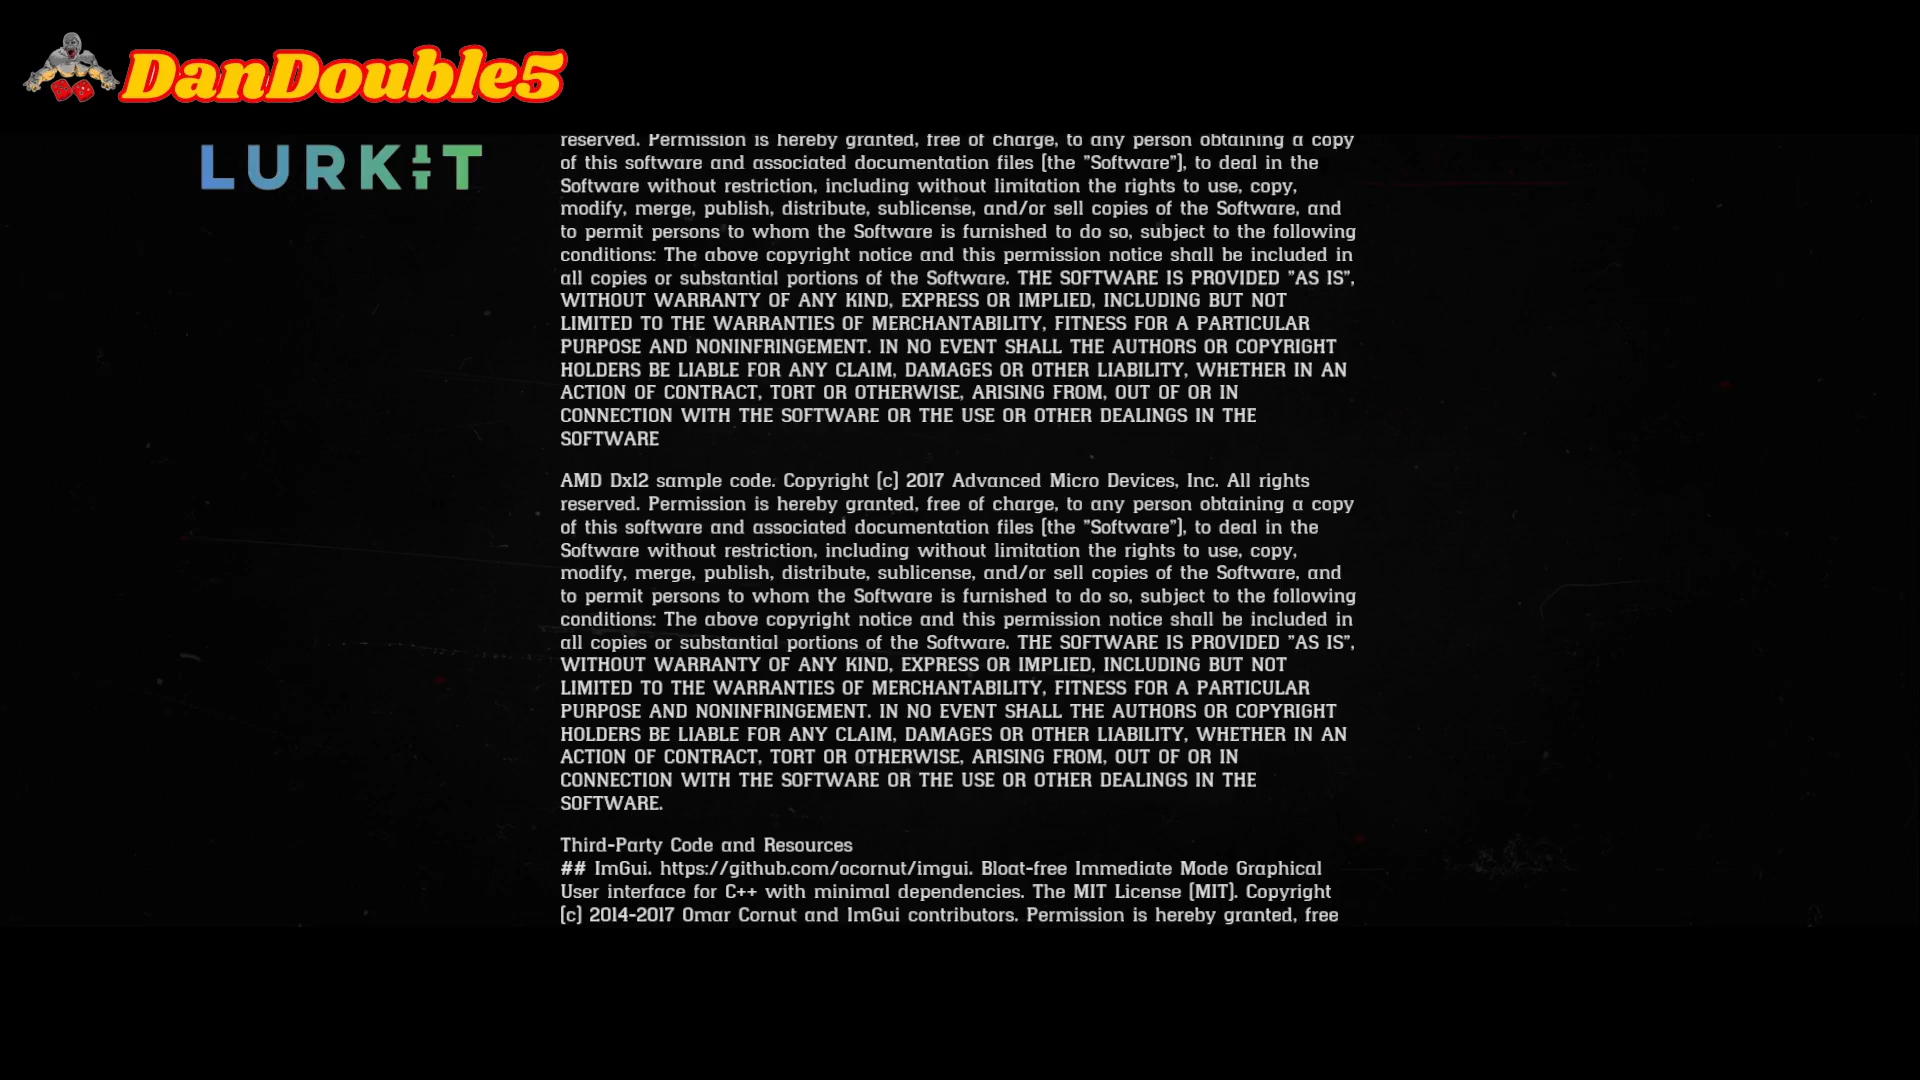 DanDouble5
LURKIT
reserved. Permission is hereby granted, free of charge, to any person obtaining a copy
of this software and associated documentation files (the "Software"), to deal in the
Software without restriction, including without limitation the rights to use, copy,
modify, merge, publish, distribute, sublicense, and/or sell copies of the Software, and
to permit persons to whom the Software is furnished to do so, subject to the following
conditions: The above copyright notice and this permission notice shall be included in
all copies or substantial portions of the Software. THE SOFTWARE IS PROVIDED "AS IS",
WITHOUT WARRANTY OF ANY KIND, EXPRESS OR IMPLIED, INCLUDING BUT NOT
LIMITED TO THE WARRANTIES OF MERCHANTABILITY, FITNESS FOR A PARTICULAR
PURPOSE AND NONINFRINGEMENT. IN NO EVENT SHALL THE AUTHORS OR COPYRIGHT
HOLDERS BE LIABLE FOR ANY CLAIM, DAMAGES OR OTHER LIABILITY, WHETHER IN AN
ACTION OF CONTRACT, TORT OR OTHERWISE, ARISING FROM, OUT OF OR IN
CONNECTION WITH THE SOFTWARE OR THE USE OR OTHER DEALINGS IN THE
SOFTWARE
AMD Dx12 sample code. Copyright (c) 2017 Advanced Micro Devices, Inc. All rights
reserved. Permission is hereby granted, free of charge, to any person obtaining a copy
of this software and associated documentation files (the "Software"), to deal in the
Software without restriction, including without limitation the rights to use, copy,
modify, merge, publish, distribute, sublicense, and/or sell copies of the Software, and
to permit persons to whom the Software is furnished to do so, subject to the following
conditions: The above copyright notice and this permission notice shall be included in
all copies or substantial portions of the Software. THE SOFTWARE IS PROVIDED "AS IS",
WITHOUT WARRANTY OF ANY KIND, EXPRESS OR IMPLIED, INCLUDING BUT NOT
LIMITED TO THE WARRANTIES OF MERCHANTABILITY, FITNESS FOR A PARTICULAR
PURPOSE AND NONINFRINGEMENT. IN NO EVENT SHALL THE AUTHORS OR COPYRIGHT
HOLDERS BE LIABLE FOR ANY CLAIM, DAMAGES OR OTHER LIABILITY, WHETHER IN AN
ACTION OF CONTRACT, TORT OR OTHERWISE, ARISING FROM, OUT OF OR IN
CONNECTION WITH THE SOFTWARE OR THE USE OR OTHER DEALINGS IN THE
SOFTWARE.
Third-Party Code and Resources
## ImGui. https://github.com/ocornut/imgui. Bloat-free Immediate Mode Graphical
User interface for C++ with minimal dependencies. The MIT License (MIT). Copyright
(c) 2014-2017 Omar Cornut and ImGui contributors. Permission is hereby granted, free